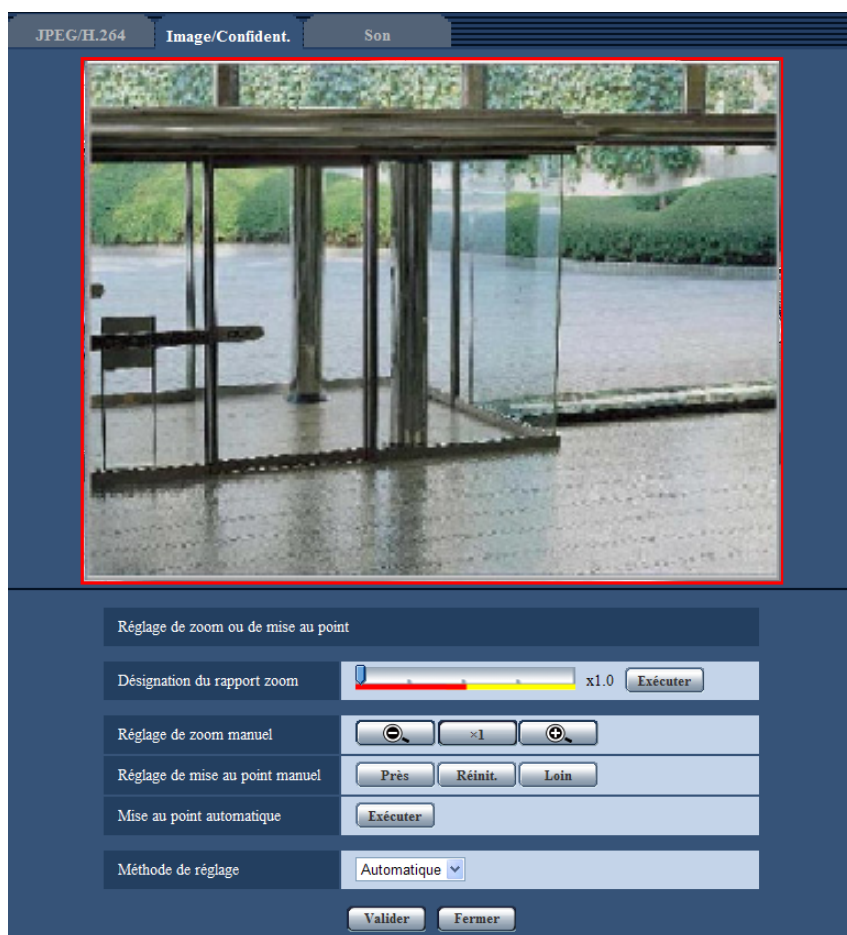 JPEG/H.264 Image/Confident. Son
Réglage de zoom ou de mise au point
Désignation du rapport zoom x1.0 Exécuter
Réglage de zoom manuel ×1
Réglage de mise au point manuel Près Réinit. Loin
Mise au point automatique Exécuter
Méthode de réglage Automatique
Valider Fermer